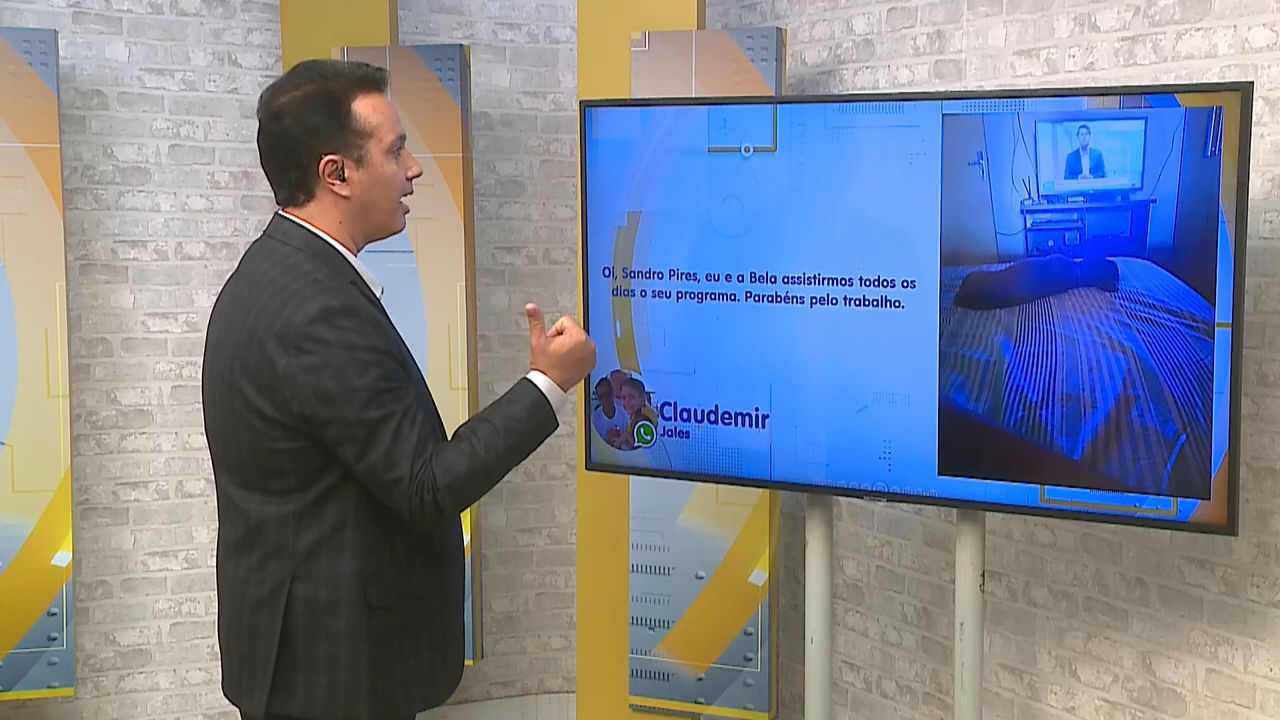 Oi, Sandro Pires, eu e a Bela assistirmos todos os
dias o seu programa. Parabéns pelo trabalho.
Claudemir
Jales